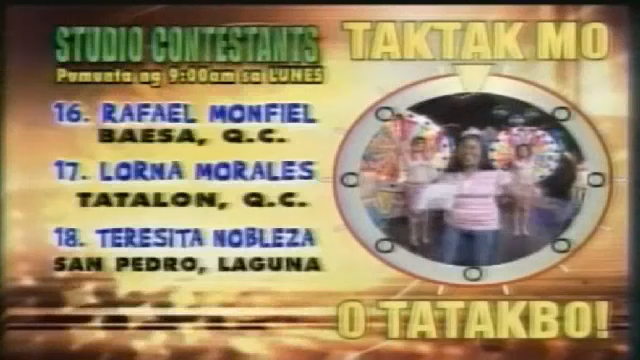 STUDIO CONTESTANTS
Pumunta ng 9:00am sa LUNES
16. RAFAEL MONFIEL
BAESA, Q.C.
17. LORNA MORALES
TATALON, Q.C.
18. TERESITA NOBLEZA
SAN PEDRO, LAGUNA
TAKTAK MO
O TATAKBO!